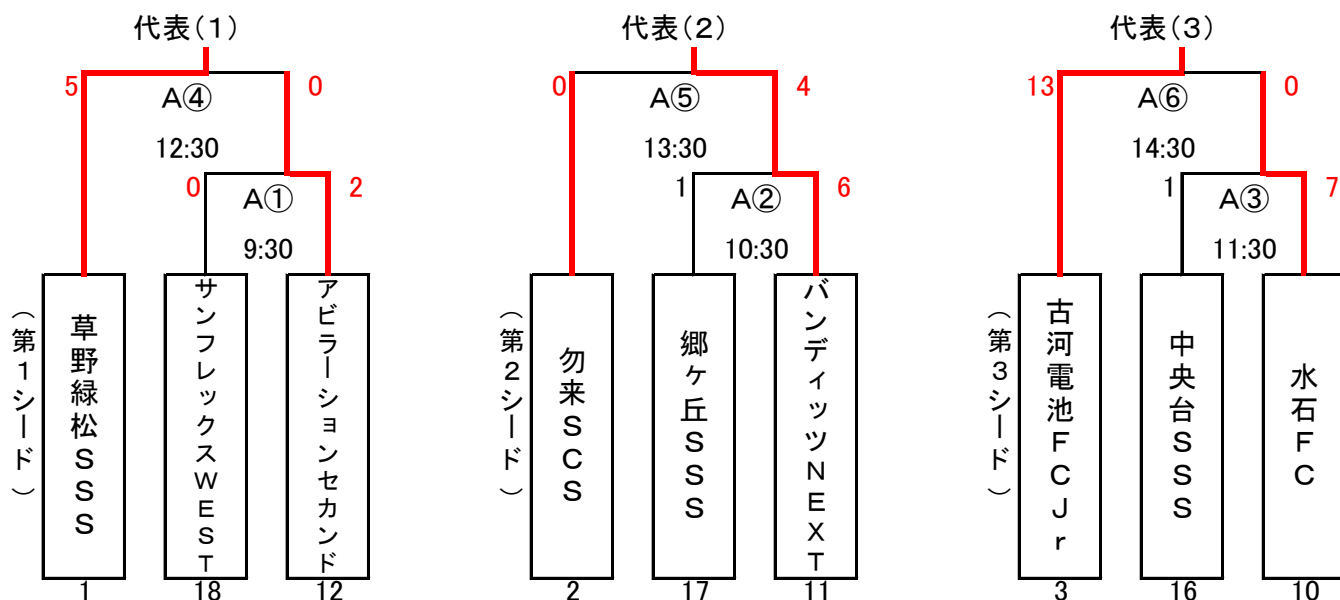 代表(1)
5
0
A④
12:30
0
2
A①
9:30
(第1シード)
草野緑松SSS
サンフレックスWEST
アビラーションセカンド
1
18
12
代表(2)
0
4
A⑤
13:30
1
6
A②
10:30
(第2シード)
勿来SCS
郷ヶ丘SSS
バンディッツNEXT
2
17
11
代表(3)
13
0
A⑥
14:30
1
7
A③
11:30
(第3シード)
古河電池FCJr
中央台SSS
水石FC
3
16
10